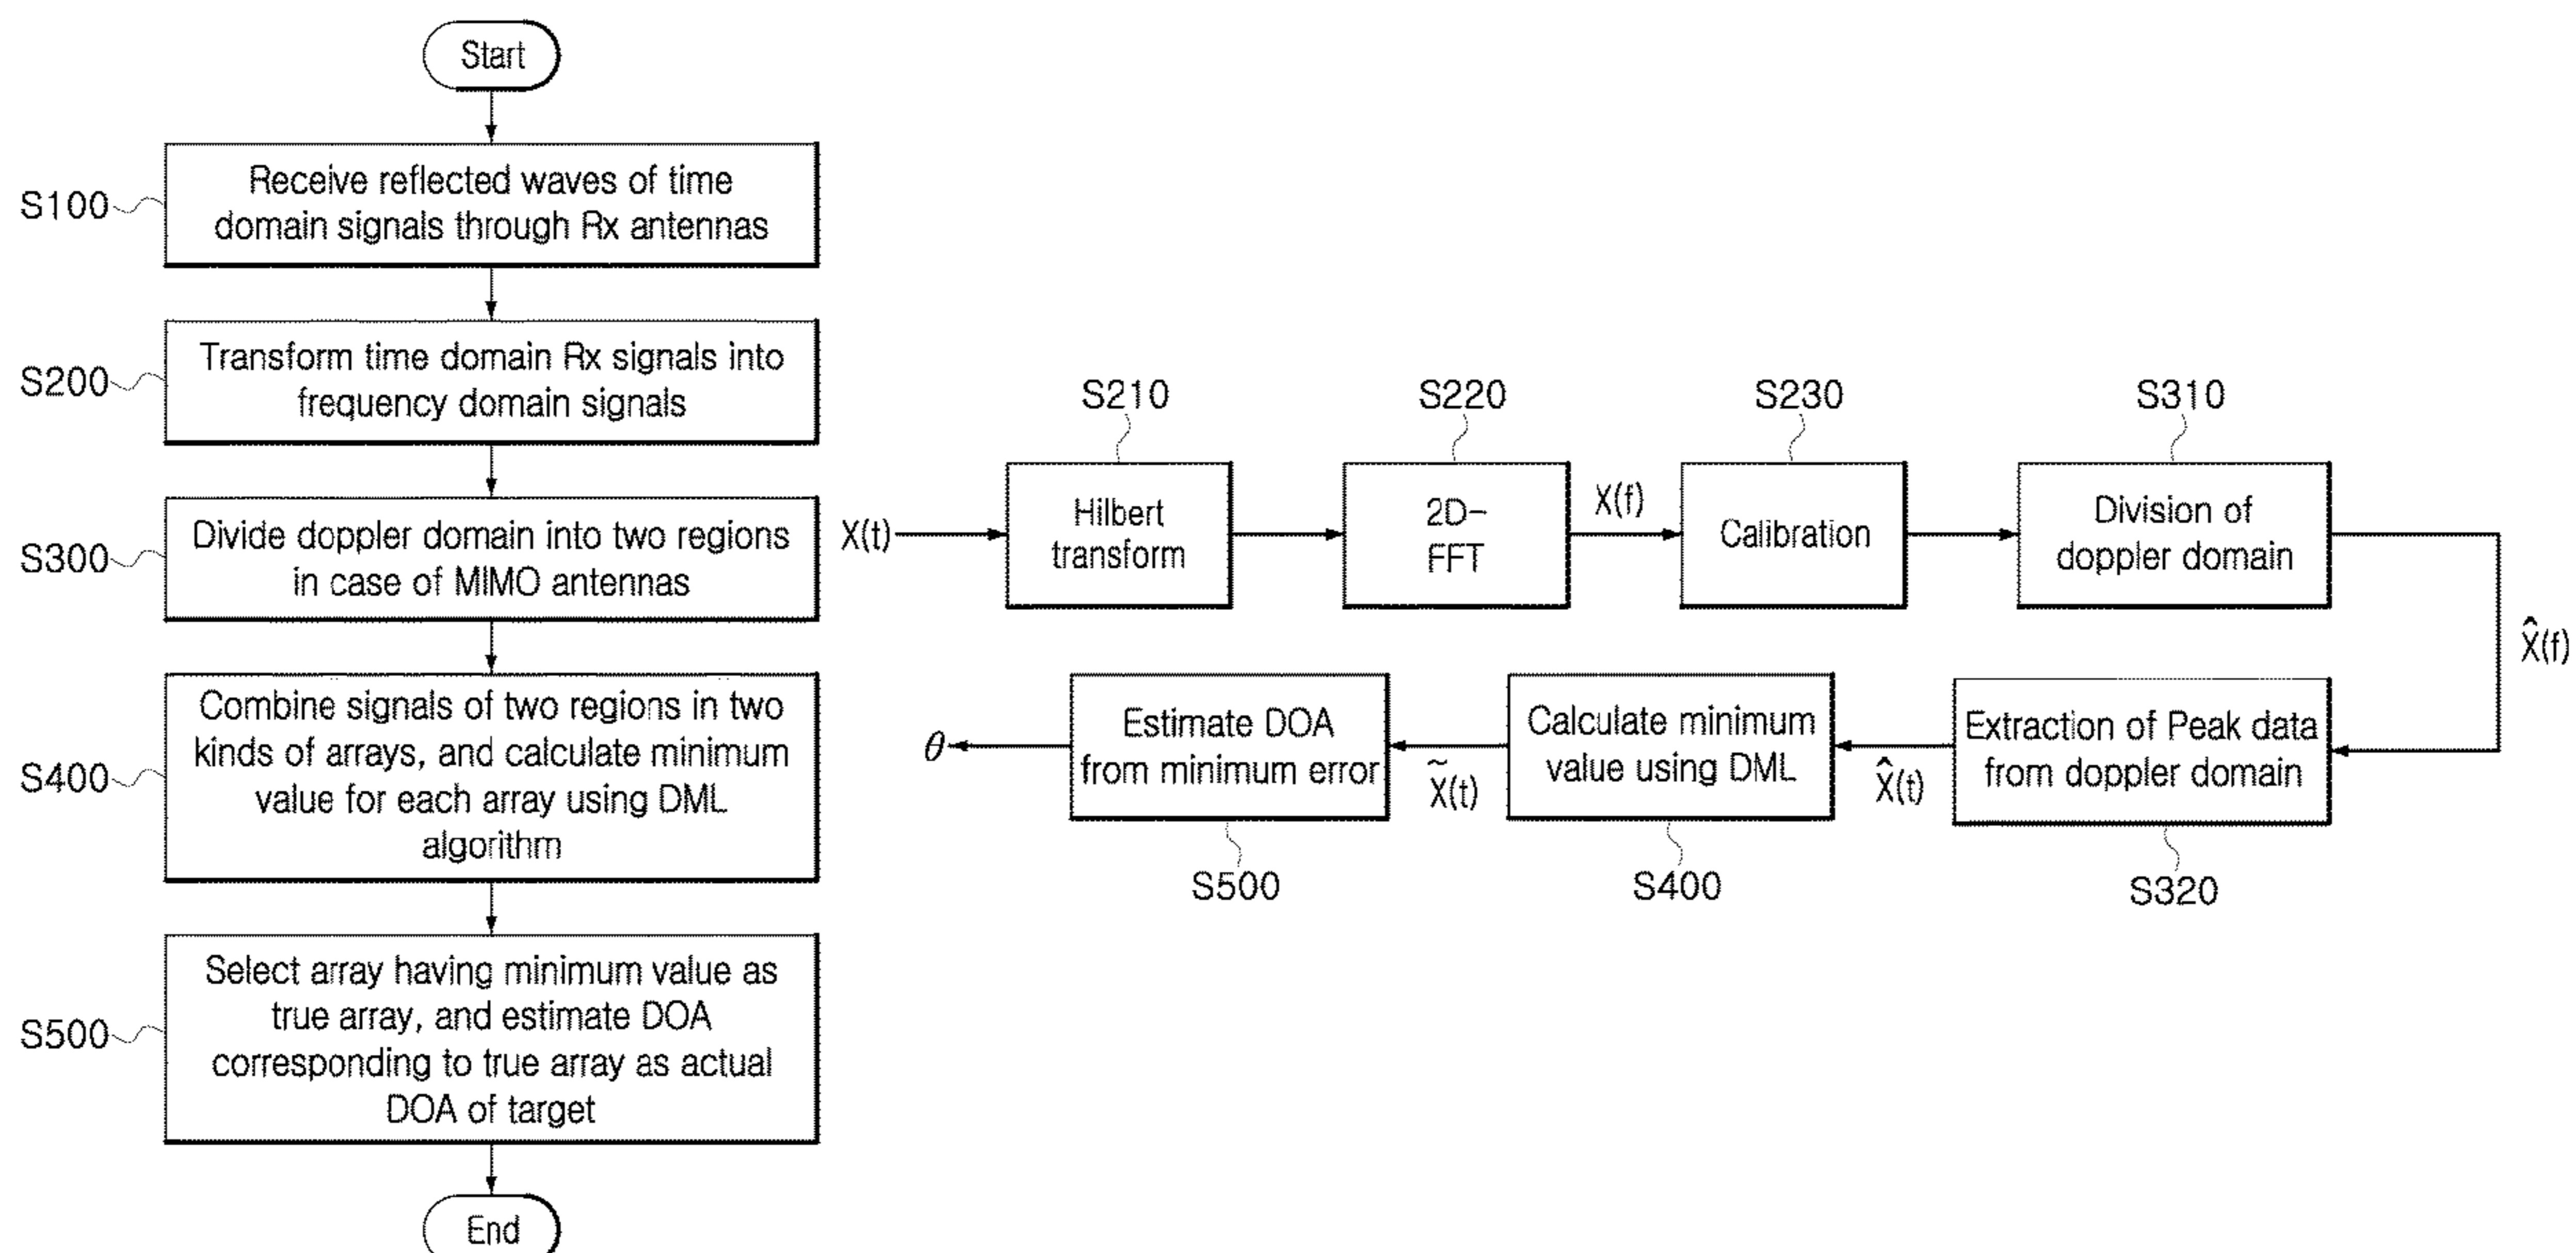 Start
S100
Receive reflected waves of time
domain signals through Rx antennas
S200
Transform time domain Rx signals into
frequency domain signals
S300
Divide doppler domain into two regions
in case of MIMO antennas
S400
Combine signals of two regions in two
kinds of arrays, and calculate minimum
value for each array using DML
algorithm
S500
Select array having minimum value as
true array, and estimate DOA
corresponding to true array as actual
DOA of target
End
S210
S220
S230
S310
X(t)
Hilbert
transform
2D-
FFT
X(f)
Calibration
Division of
doppler domain
X̂(f)
θ
Estimate DOA
from minimum error
X̃(t)
Calculate minimum
value using DML
X̂(t)
Extraction of Peak data
from doppler domain
S500
S400
S320